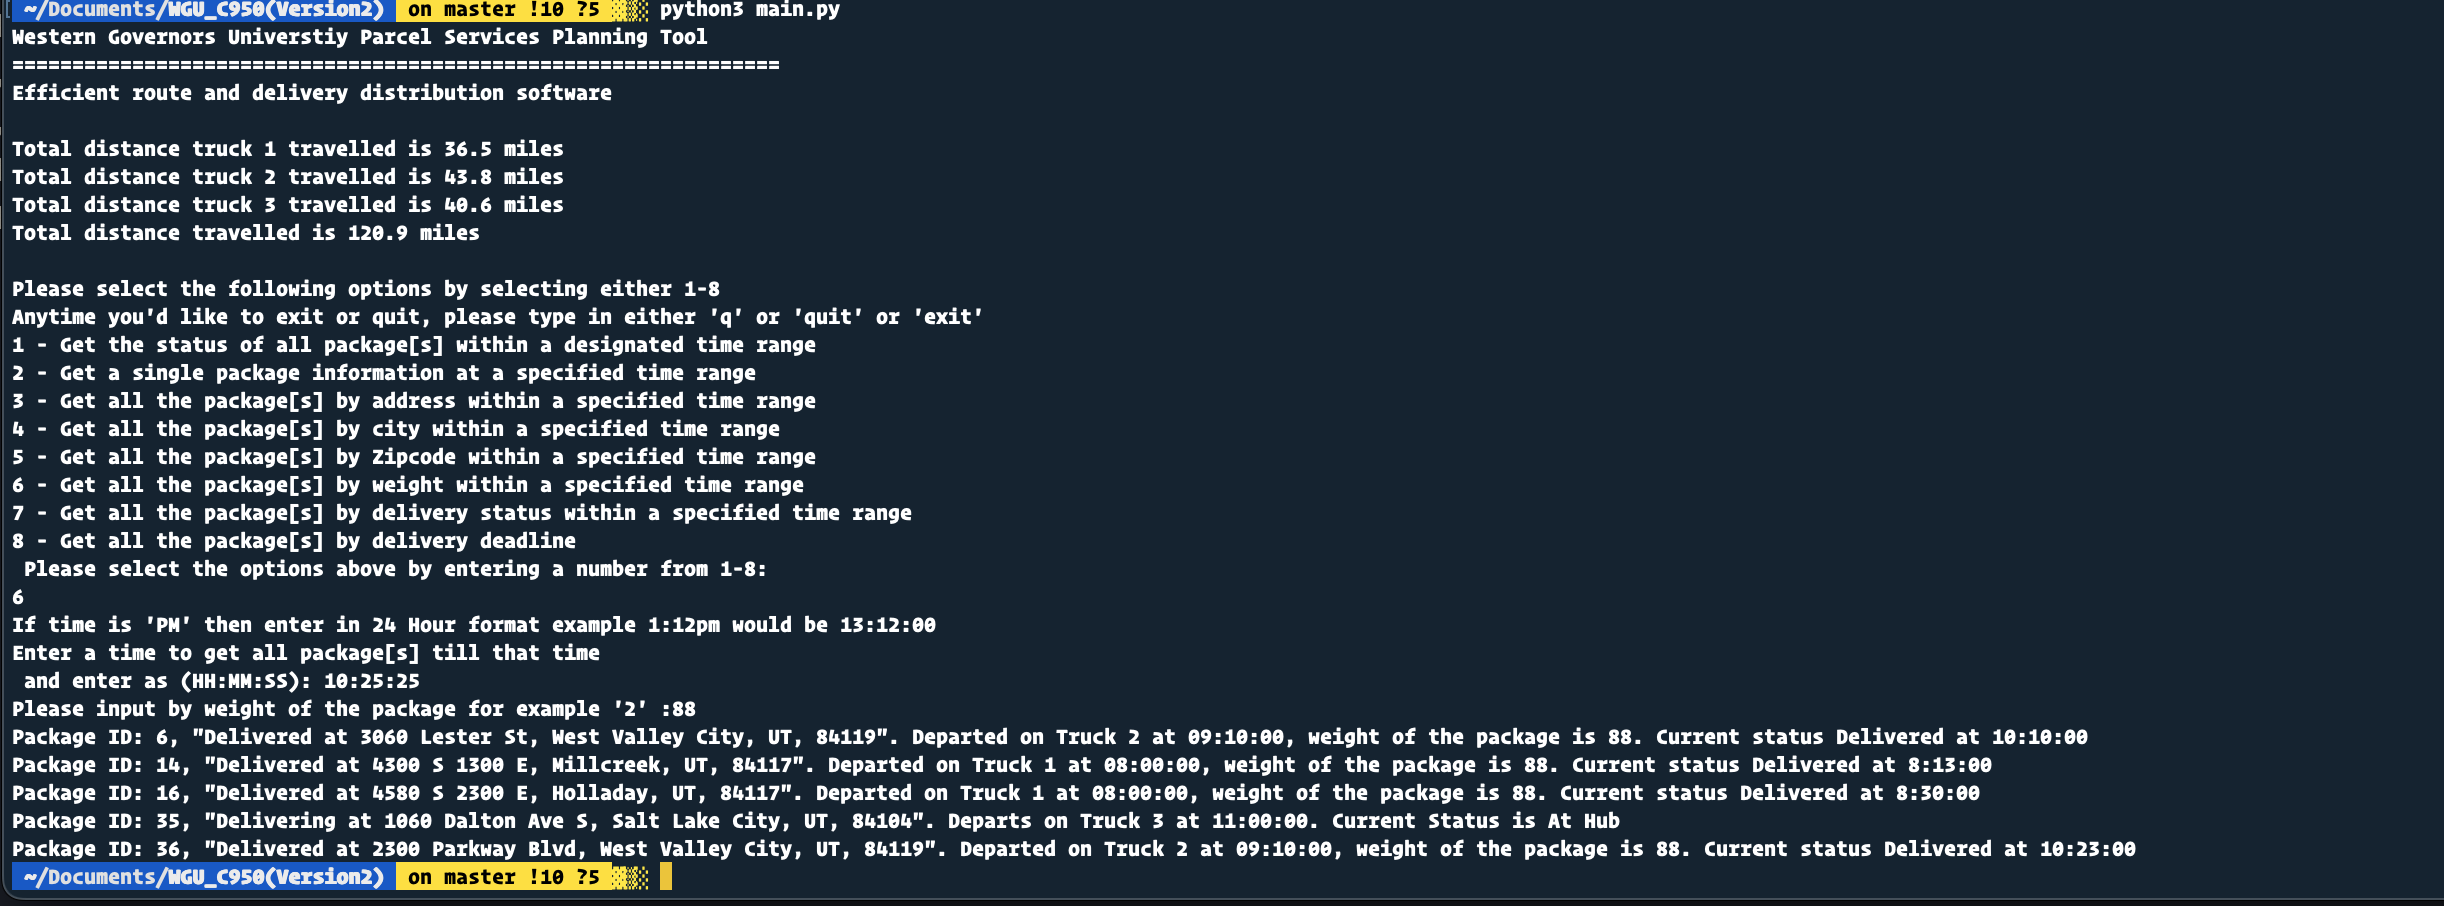 ~/Documents/WGU_C950(Version2) on master !10 ?5 python3 main.py
Western Governors Universtiy Parcel Services Planning Tool
================================================================
Efficient route and delivery distribution software
Total distance truck 1 travelled is 36.5 miles
Total distance truck 2 travelled is 43.8 miles
Total distance truck 3 travelled is 40.6 miles
Total distance travelled is 120.9 miles
Please select the following options by selecting either 1-8
Anytime you'd like to exit or quit, please type in either 'q' or 'quit' or 'exit'
1 - Get the status of all package[s] within a designated time range
2 - Get a single package information at a specified time range
3 - Get all the package[s] by address within a specified time range
4 - Get all the package[s] by city within a specified time range
5 - Get all the package[s] by Zipcode within a specified time range
6 - Get all the package[s] by weight within a specified time range
7 - Get all the package[s] by delivery status within a specified time range
8 - Get all the package[s] by delivery deadline
Please select the options above by entering a number from 1-8:
6
If time is 'PM' then enter in 24 Hour format example 1:12pm would be 13:12:00
Enter a time to get all package[s] till that time
and enter as (HH:MM:SS): 10:25:25
Please input by weight of the package for example '2' :88
Package ID: 6, "Delivered at 3060 Lester St, West Valley City, UT, 84119". Departed on Truck 2 at 09:10:00, weight of the package is 88. Current status Delivered at 10:10:00
Package ID: 14, "Delivered at 4300 S 1300 E, Millcreek, UT, 84117". Departed on Truck 1 at 08:00:00, weight of the package is 88. Current status Delivered at 8:13:00
Package ID: 16, "Delivered at 4580 S 2300 E, Holladay, UT, 84117". Departed on Truck 1 at 08:00:00, weight of the package is 88. Current status Delivered at 8:30:00
Package ID: 35, "Delivering at 1060 Dalton Ave S, Salt Lake City, UT, 84104". Departs on Truck 3 at 11:00:00. Current Status is At Hub
Package ID: 36, "Delivered at 2300 Parkway Blvd, West Valley City, UT, 84119". Departed on Truck 2 at 09:10:00, weight of the package is 88. Current status Delivered at 10:23:00
~/Documents/WGU_C950(Version2) on master !10 ?5